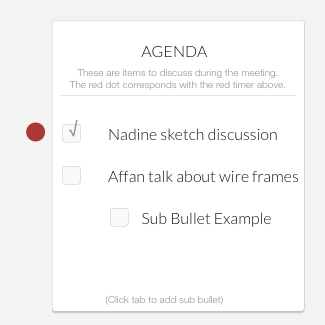 AGENDA
These are items to discuss during the meeting.
The red dot corresponds with the red timer above.
√ Nadine sketch discussion
Affan talk about wire frames
Sub Bullet Example
(Click tab to add sub bullet)